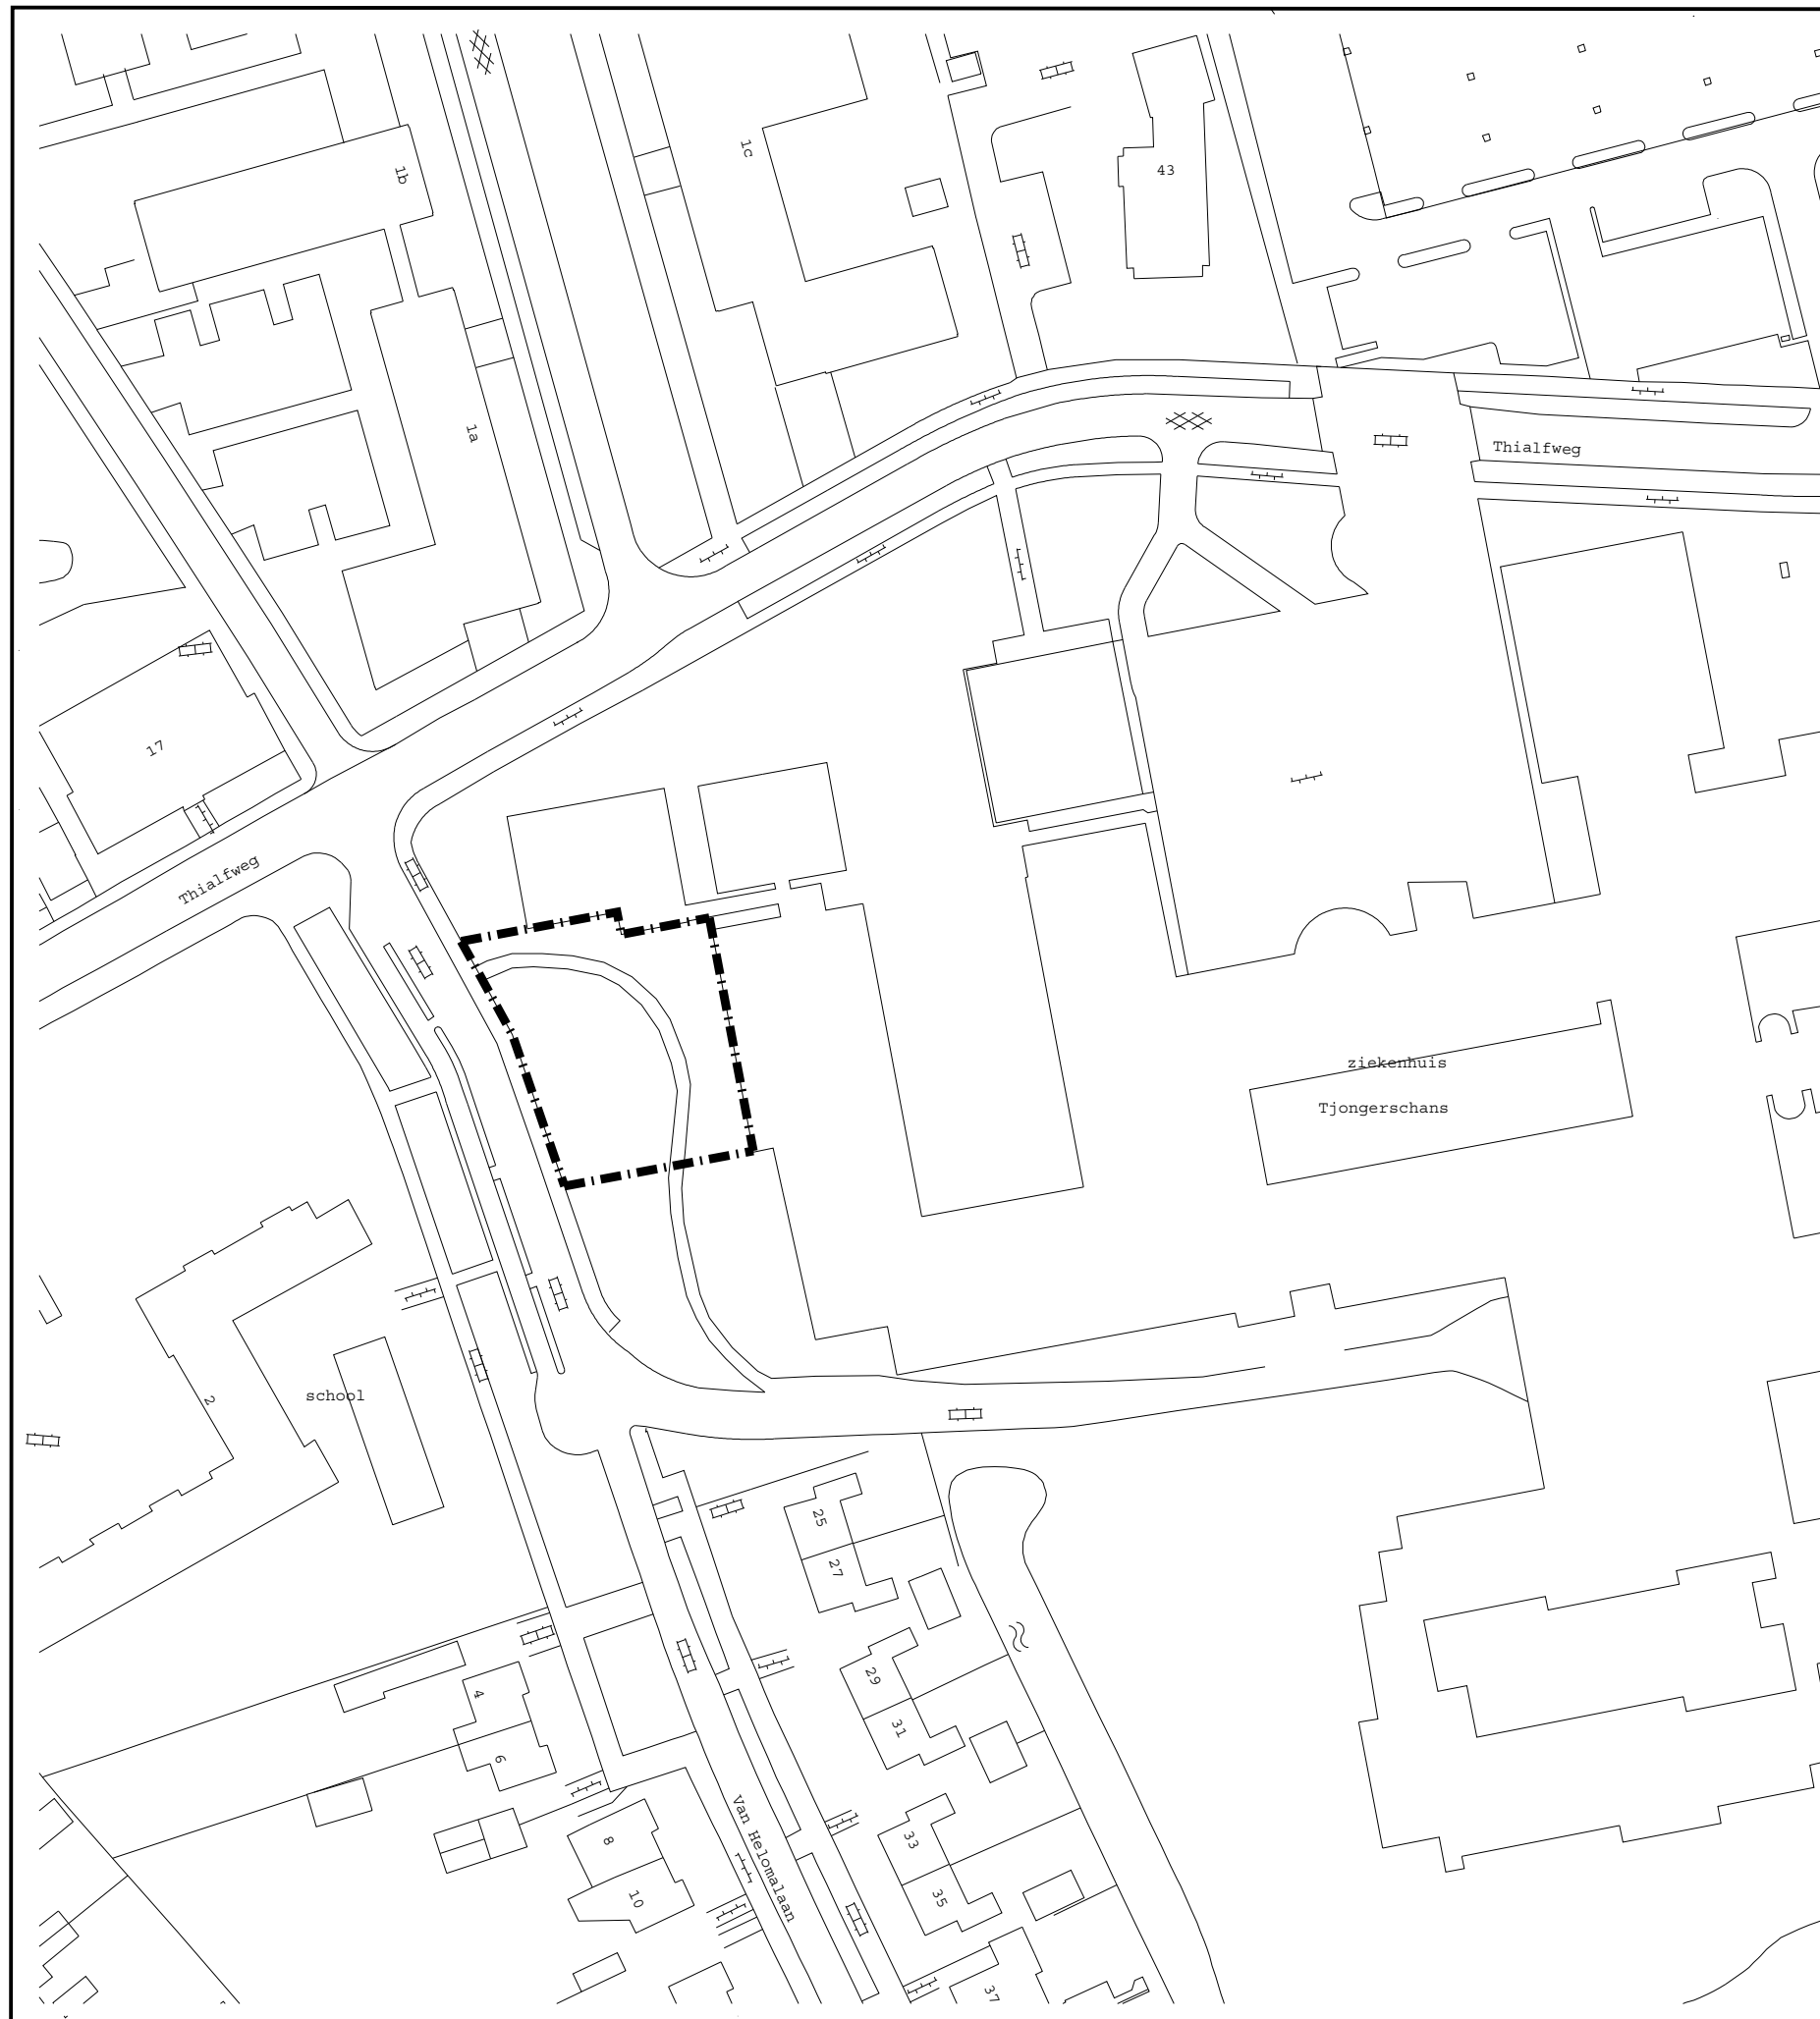 1b
1c
43
1a
Thialfweg
17
Thialfweg
ziekenhuis
Tjongerschans
2
school
25
27
29
4
31
6
Van Helomalaan
8
33
10
35
37